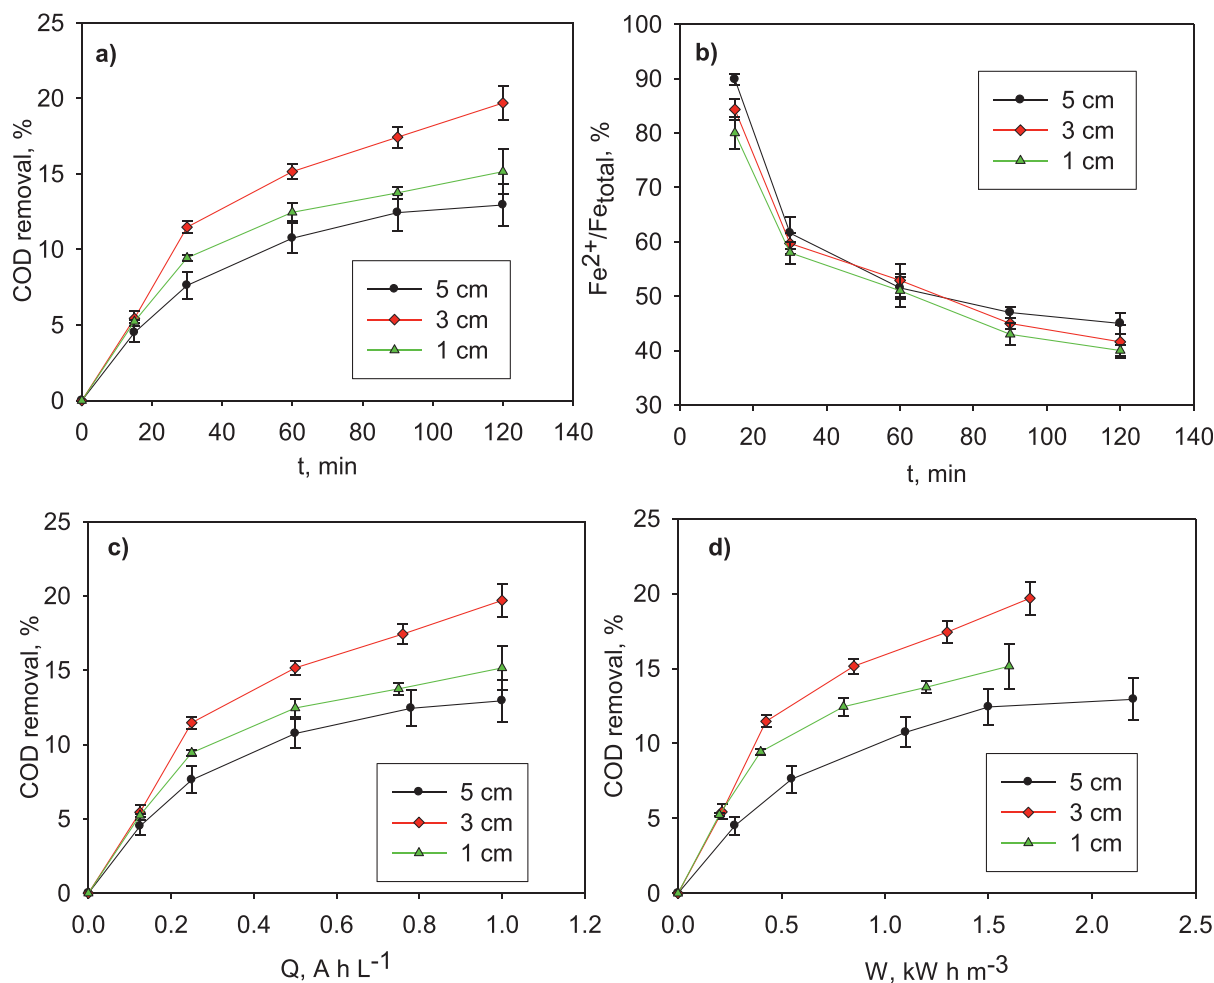 a)
25
20
15
10
5
0
COD removal, %
5 cm
3 cm
1 cm
0 20 40 60 80 100 120 140
t, min
b)
100
90
80
70
60
50
40
30
Fe2+/Fetotal, %
5 cm
3 cm
1 cm
0 20 40 60 80 100 120 140
t, min
c)
25
20
15
10
5
0
COD removal, %
5 cm
3 cm
1 cm
0.0 0.2 0.4 0.6 0.8 1.0 1.2
Q, A h L-1
d)
25
20
15
10
5
0
COD removal, %
5 cm
3 cm
1 cm
0.0 0.5 1.0 1.5 2.0 2.5
W, kW h m-3